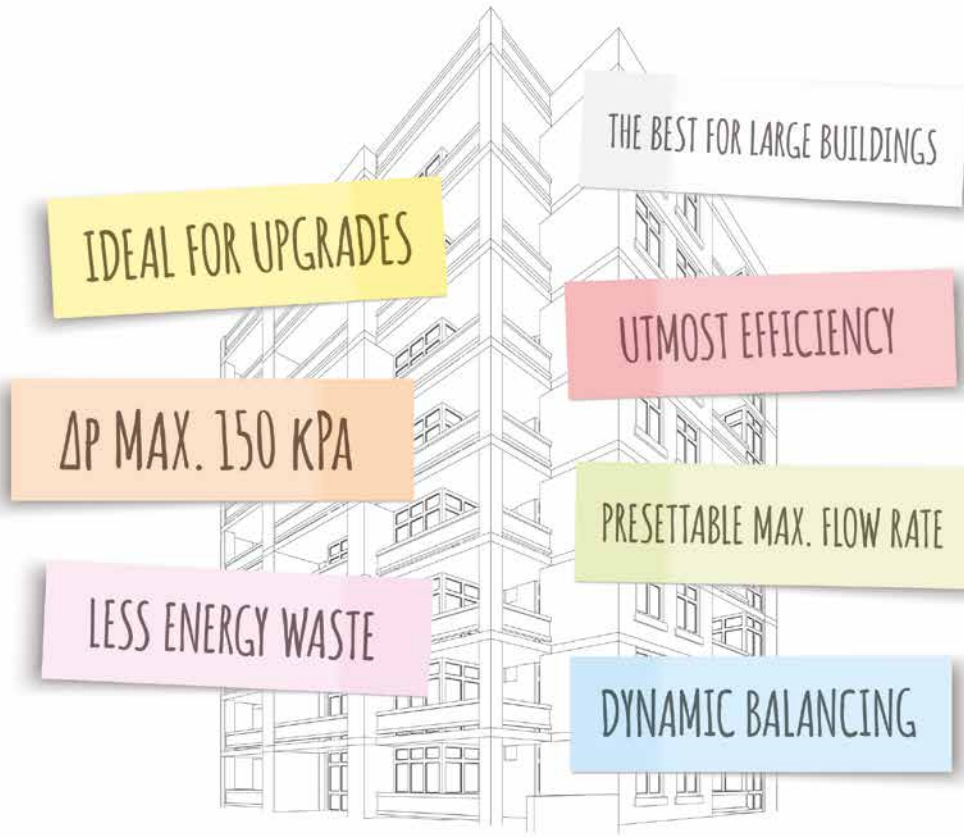 THE BEST FOR LARGE BUILDINGS
IDEAL FOR UPGRADES
UTMOST EFFICIENCY
ΔP MAX. 150 KPA
PRESETTABLE MAX. FLOW RATE
LESS ENERGY WASTE
DYNAMIC BALANCING